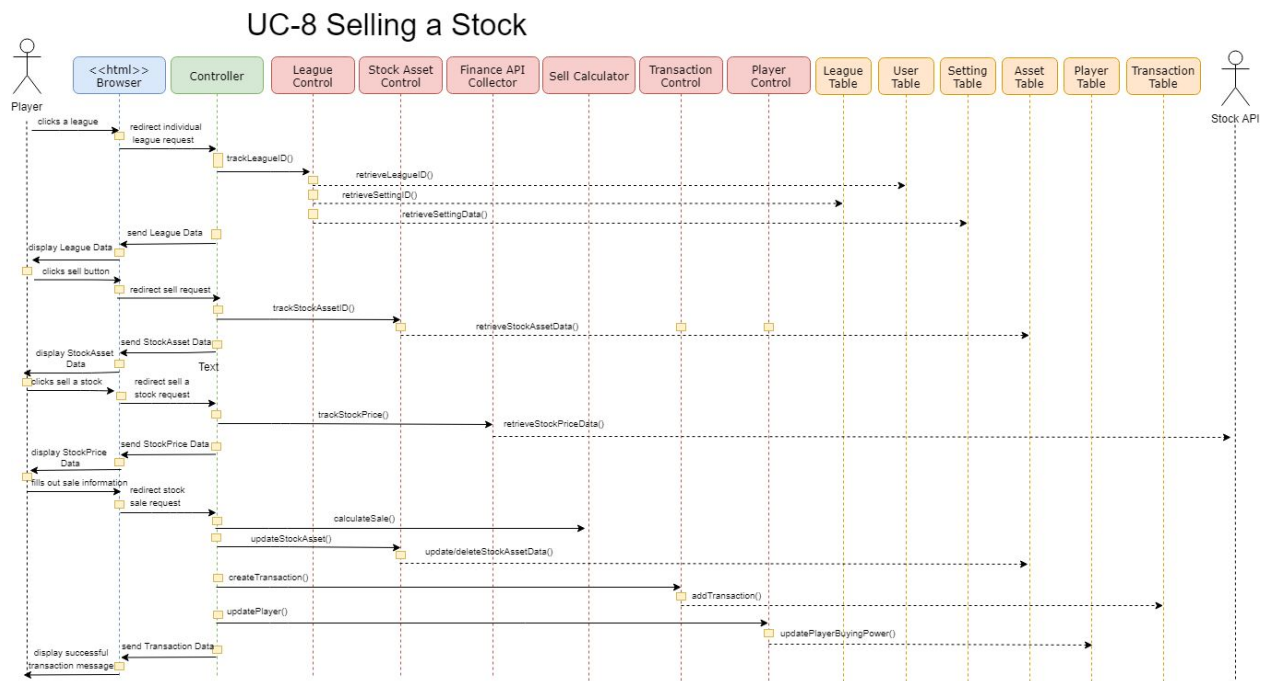 UC-8 Selling a Stock
<<html>>
Browser
Controller
League
Control
Stock Asset
Control
Finance API
Collector
Sell Calculator
Transaction
Control
Player
Control
League
Table
User
Table
Setting
Table
Asset
Table
Player
Table
Transaction
Table
Player
Stock API
clicks a league
redirect individual
league request
trackLeagueID()
retrieveLeagueID()
retrieveSettingID()
retrieveSettingData()
send League Data
display League Data
clicks sell button
redirect sell request
trackStockAssetID()
retrieveStockAssetData()
send StockAsset Data
display StockAsset
Data
Text
clicks sell a stock
redirect sell a
stock request
trackStockPrice()
retrieveStockPriceData()
send StockPrice Data
display StockPrice
Data
fills out sale information
redirect stock
sale request
calculateSale()
updateStockAsset()
update/deleteStockAssetData()
createTransaction()
addTransaction()
updatePlayer()
updatePlayerBuyingPower()
send Transaction Data
display successful
transaction message